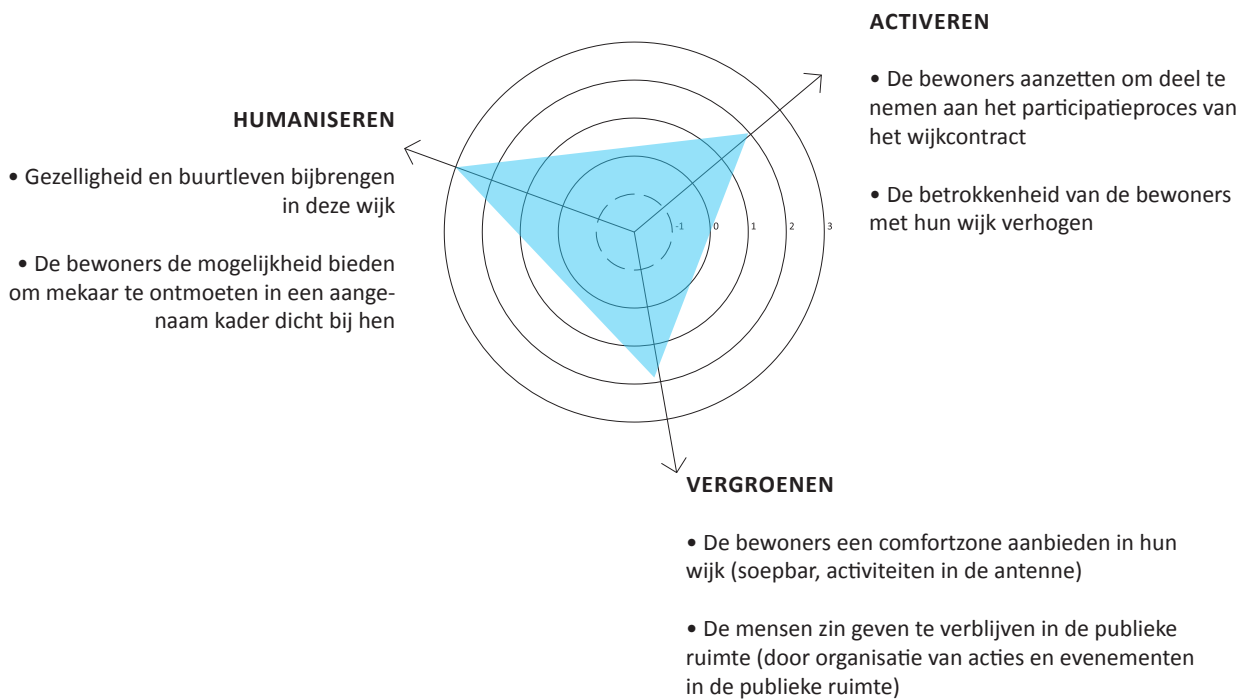 ACTIVEREN
• De bewoners aanzetten om deel te
nemen aan het participatieproces van
het wijkcontract
• De betrokkenheid van de bewoners
met hun wijk verhogen
HUMANISEREN
• Gezelligheid en buurtleven bijbrengen
in deze wijk
• De bewoners de mogelijkheid bieden
om mekaar te ontmoeten in een aange-
naam kader dicht bij hen
-1 0 1 2 3
VERGROENEN
• De bewoners een comfortzone aanbieden in hun
wijk (soepbar, activiteiten in de antenne)
• De mensen zin geven te verblijven in de publieke
ruimte (door organisatie van acties en evenementen
in de publieke ruimte)